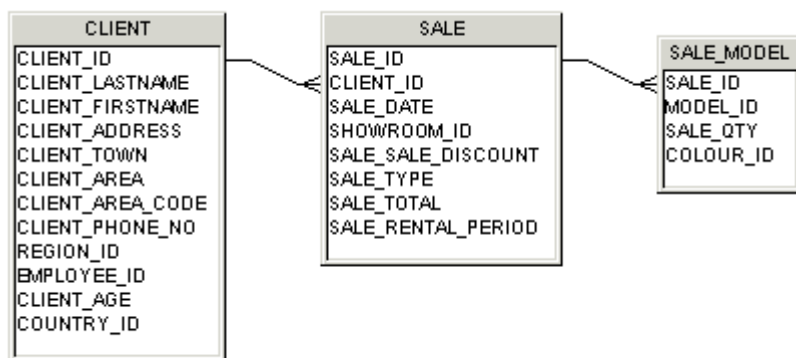 CLIENT
CLIENT_ID
CLIENT_LASTNAME
CLIENT_FIRSTNAME
CLIENT_ADDRESS
CLIENT_TOWN
CLIENT_AREA
CLIENT_AREA_CODE
CLIENT_PHONE_NO
REGION_ID
EMPLOYEE_ID
CLIENT_AGE
COUNTRY_ID
SALE
SALE_ID
CLIENT_ID
SALE_DATE
SHOWROOM_ID
SALE_SALE_DISCOUNT
SALE_TYPE
SALE_TOTAL
SALE_RENTAL_PERIOD
SALE_MODEL
SALE_ID
MODEL_ID
SALE_QTY
COLOUR_ID